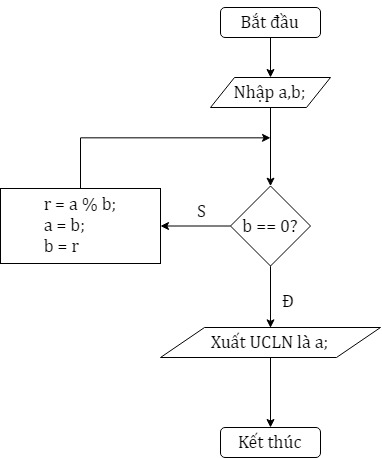 Bắt đầu
Nhập a,b;
r = a % b;
a = b;
b = r
S
b == 0?
Đ
Xuất UCLN là a;
Kết thúc